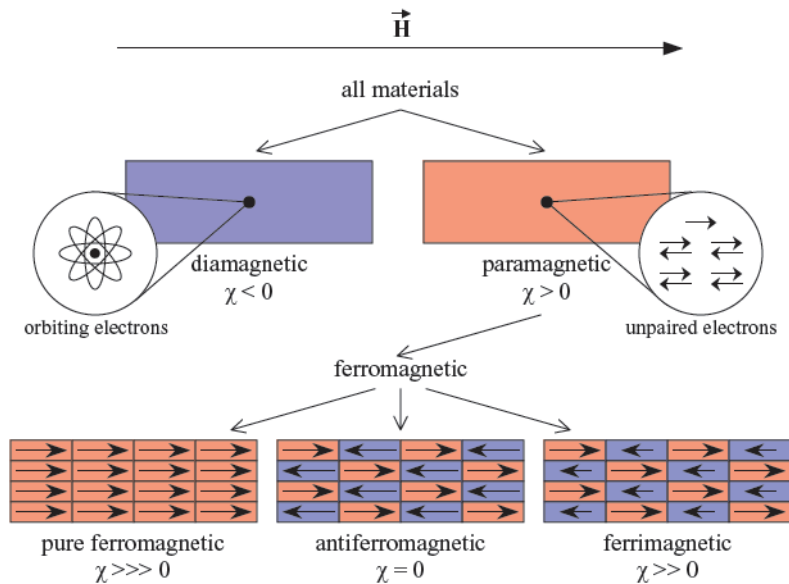 H
all materials
diamagnetic
χ < 0
paramagnetic
χ > 0
orbiting electrons
unpaired electrons
ferromagnetic
pure ferromagnetic
χ >>> 0
antiferromagnetic
χ = 0
ferrimagnetic
χ >> 0